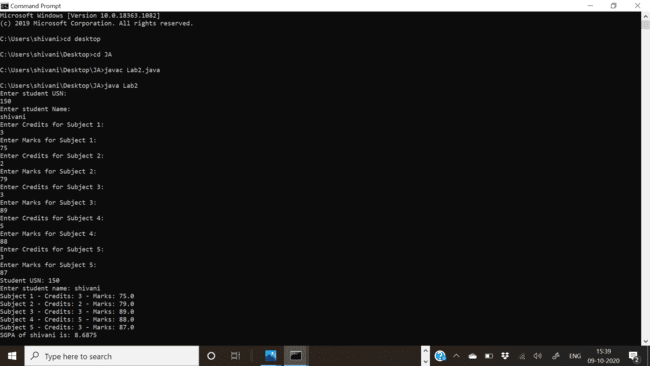 Command Prompt
Microsoft Windows [Version 10.0.18363.1082]
(c) 2019 Microsoft Corporation. All rights reserved.
C:\Users\shivani>cd desktop
C:\Users\shivani\Desktop>cd JA
C:\Users\shivani\Desktop\JA>javac Lab2.java
C:\Users\shivani\Desktop\JA>java Lab2
Enter student USN:
150
Enter student Name:
shivani
Enter Credits for Subject 1:
3
Enter Marks for Subject 1:
75
Enter Credits for Subject 2:
2
Enter Marks for Subject 2:
79
Enter Credits for Subject 3:
3
Enter Marks for Subject 3:
89
Enter Credits for Subject 4:
5
Enter Marks for Subject 4:
88
Enter Credits for Subject 5:
3
Enter Marks for Subject 5:
87
Student USN: 150
Enter student name: shivani
Subject 1 - Credits: 3 - Marks: 75.0
Subject 2 - Credits: 2 - Marks: 79.0
Subject 3 - Credits: 3 - Marks: 89.0
Subject 4 - Credits: 5 - Marks: 88.0
Subject 5 - Credits: 3 - Marks: 87.0
SGPA of shivani is: 8.6875
Type here to search
ENG
15:39
09-10-2020
2